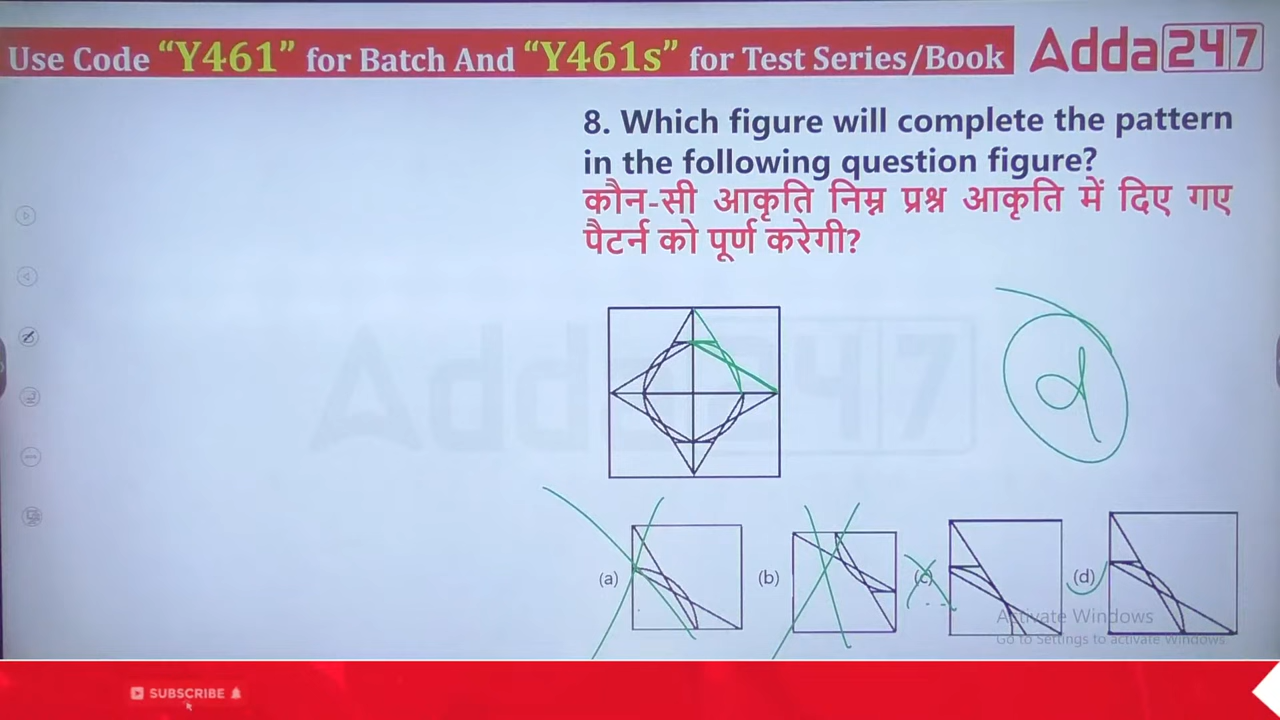 Use Code “Y461” for Batch And “Y461s” for Test Series/Book
Adda247
8. Which figure will complete the pattern
in the following question figure?
कौन-सी आकृति निम्न प्रश्न आकृति में दिए गए
पैटर्न को पूर्ण करेगी?
Adda247
d
(a) (b) (c) (d)
Activate Windows
Go to Settings to activate Windows.
SUBSCRIBE